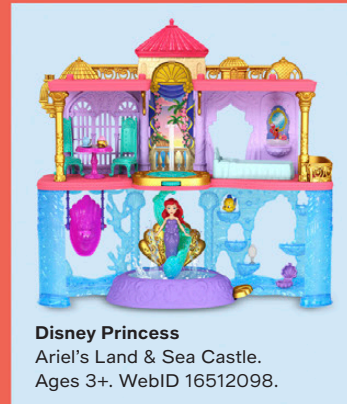 Disney Princess
Ariel's Land & Sea Castle.
Ages 3+. WebID 16512098.